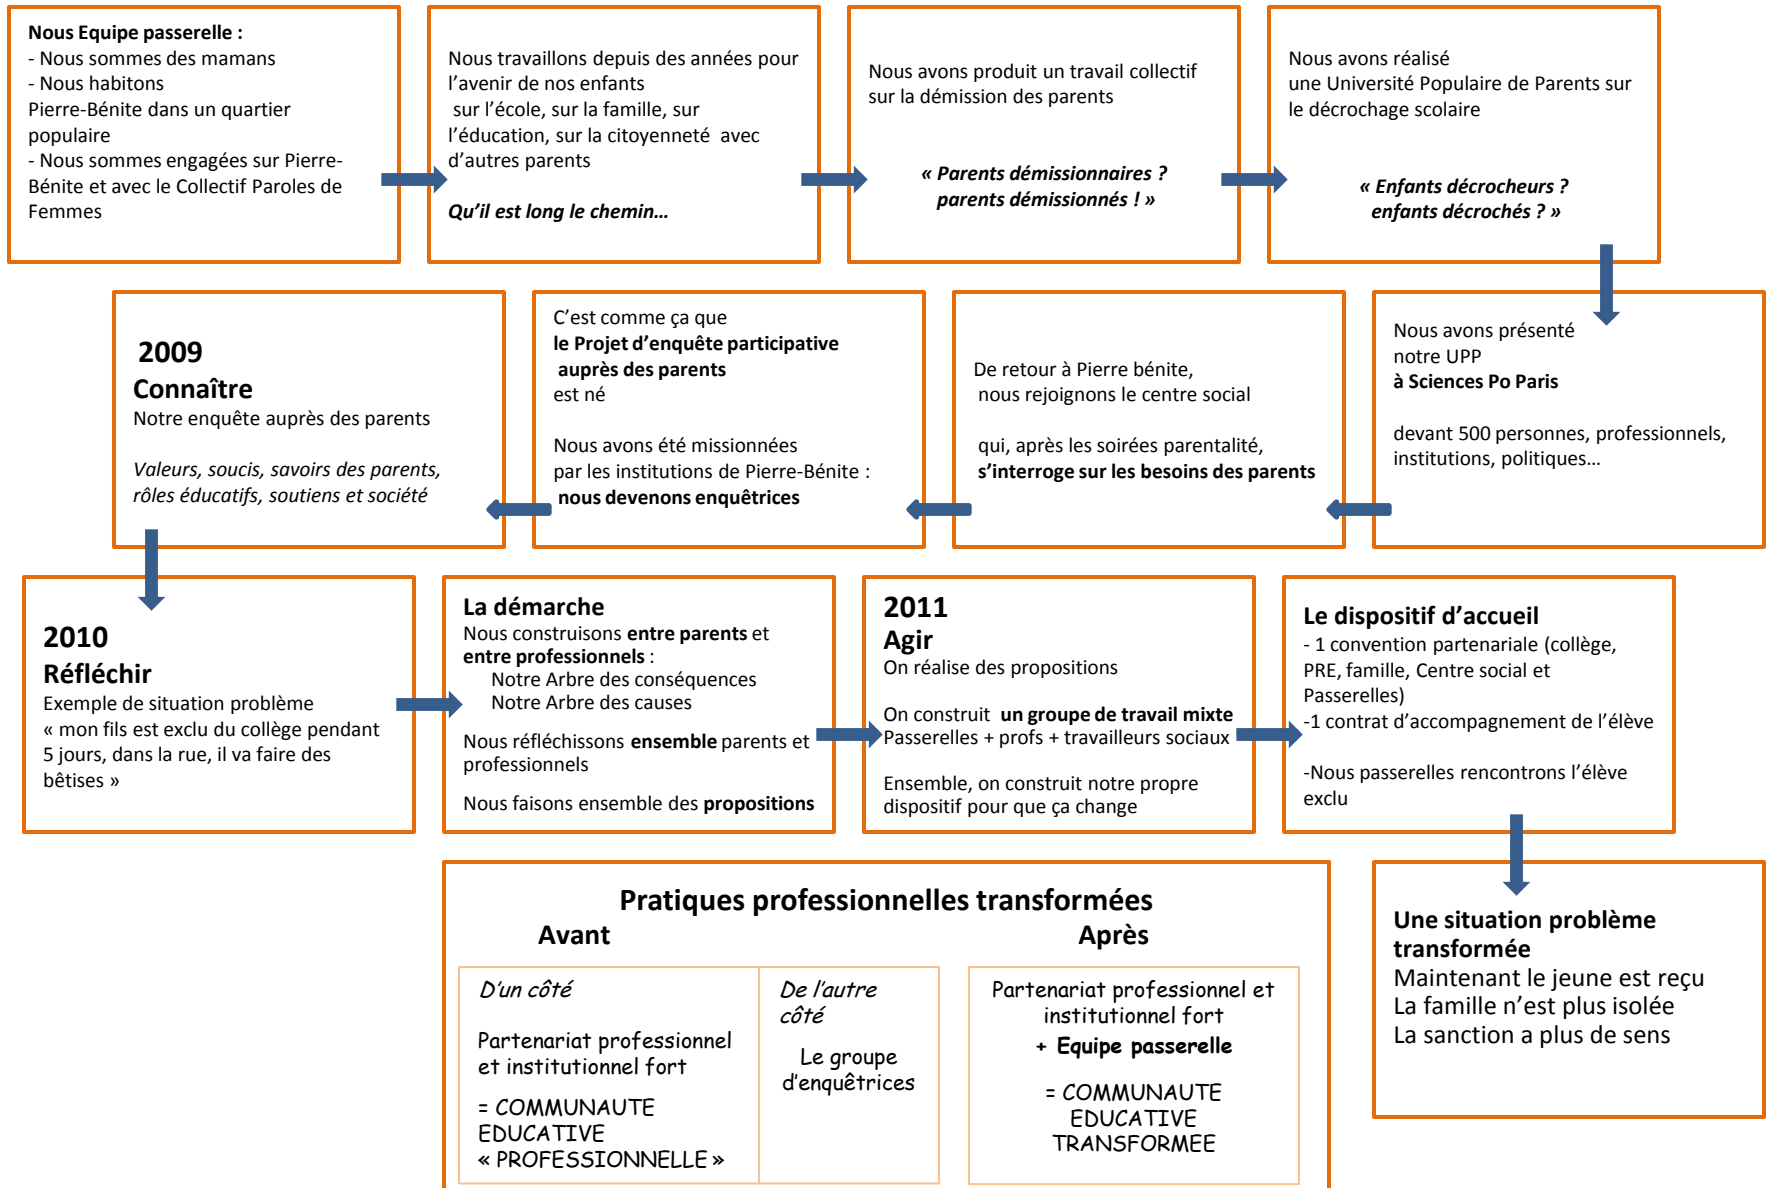 Nous Equipe passerelle :
- Nous sommes des mamans
- Nous habitons
Pierre-Bénite dans un quartier
populaire
- Nous sommes engagées sur Pierre-
Bénite et avec le Collectif Paroles de
Femmes
Nous travaillons depuis des années pour
l'avenir de nos enfants
sur l'école, sur la famille, sur
l'éducation, sur la citoyenneté avec
d'autres parents
Qu'il est long le chemin…
Nous avons produit un travail collectif
sur la démission des parents
« Parents démissionnaires ?
parents démissionnés ! »
Nous avons réalisé
une Université Populaire de Parents sur
le décrochage scolaire
« Enfants décrocheurs ?
enfants décrochés ? »
Nous avons présenté
notre UPP
à Sciences Po Paris
devant 500 personnes, professionnels,
institutions, politiques…
De retour à Pierre bénite,
nous rejoignons le centre social
qui, après les soirées parentalité,
s'interroge sur les besoins des parents
C'est comme ça que
le Projet d'enquête participative
auprès des parents
est né
Nous avons été missionnées
par les institutions de Pierre-Bénite :
nous devenons enquêtrices
2009
Connaître
Notre enquête auprès des parents
Valeurs, soucis, savoirs des parents,
rôles éducatifs, soutiens et société
2010
Réfléchir
Exemple de situation problème
« mon fils est exclu du collège pendant
5 jours, dans la rue, il va faire des
bêtises »
La démarche
Nous construisons entre parents et
entre professionnels :
Notre Arbre des conséquences
Notre Arbre des causes
Nous réfléchissons ensemble parents et
professionnels
Nous faisons ensemble des propositions
2011
Agir
On réalise des propositions
On construit un groupe de travail mixte
Passerelles + profs + travailleurs sociaux
Ensemble, on construit notre propre
dispositif pour que ça change
Le dispositif d'accueil
- 1 convention partenariale (collège,
PRE, famille, Centre social et
Passerelles)
-1 contrat d'accompagnement de l'élève
-Nous passerelles rencontrons l'élève
exclu
Une situation problème
transformée
Maintenant le jeune est reçu
La famille n'est plus isolée
La sanction a plus de sens
Pratiques professionnelles transformées
Avant
Après
D'un côté
Partenariat professionnel
et institutionnel fort
= COMMUNAUTE
EDUCATIVE
« PROFESSIONNELLE »
De l'autre
côté
Le groupe
d'enquêtrices
Partenariat professionnel et
institutionnel fort
+ Equipe passerelle
= COMMUNAUTE
EDUCATIVE
TRANSFORMEE